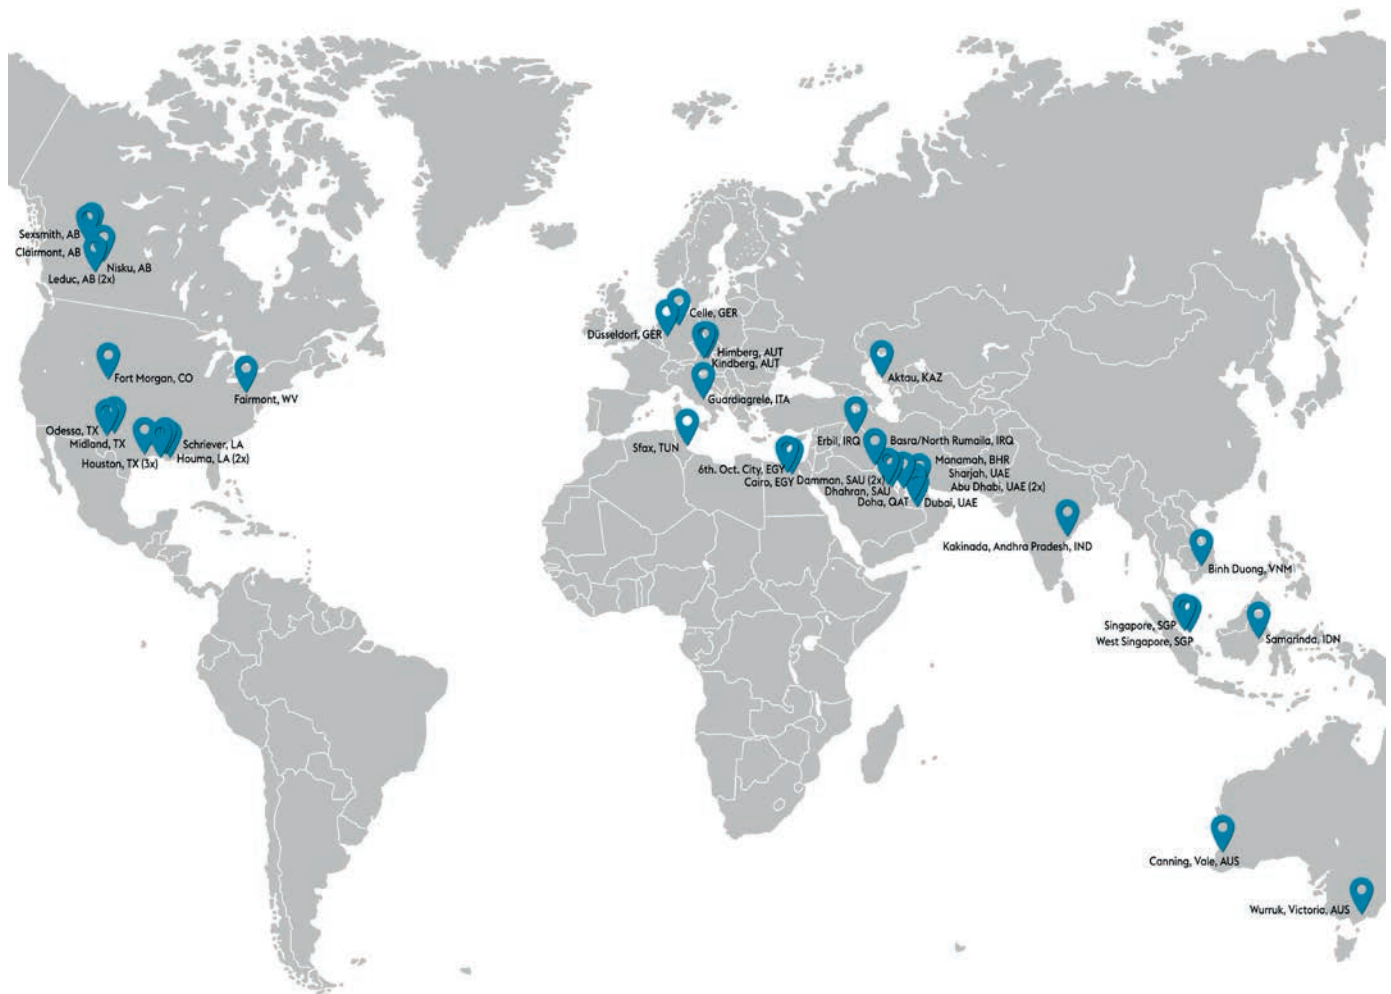 Sexsmith, AB
Clairmont, AB
Nisku, AB
Leduc, AB (2x)
Fort Morgan, CO
Fairmont, WV
Odessa, TX
Midland, TX
Schriever, LA
Houma, LA (2x)
Houston, TX (3x)
Celle, GER
Düsseldorf, GER
Himberg, AUT
Kindberg, AUT
Guardiagrele, ITA
Aktau, KAZ
Sfax, TUN
Erbil, IRQ
Basra/North Rumaila, IRQ
6th. Oct. City, EGY
Cairo, EGY
Manamah, BHR
Sharjah, UAE
Damman, SAU (2x)
Abu Dhabi, UAE (2x)
Dhahran, SAU
Doha, QAT
Dubai, UAE
Kakinada, Andhra Pradesh, IND
Binh Duong, VNM
Singapore, SGP
West Singapore, SGP
Samarinda, IDN
Canning, Vale, AUS
Wurruk, Victoria, AUS